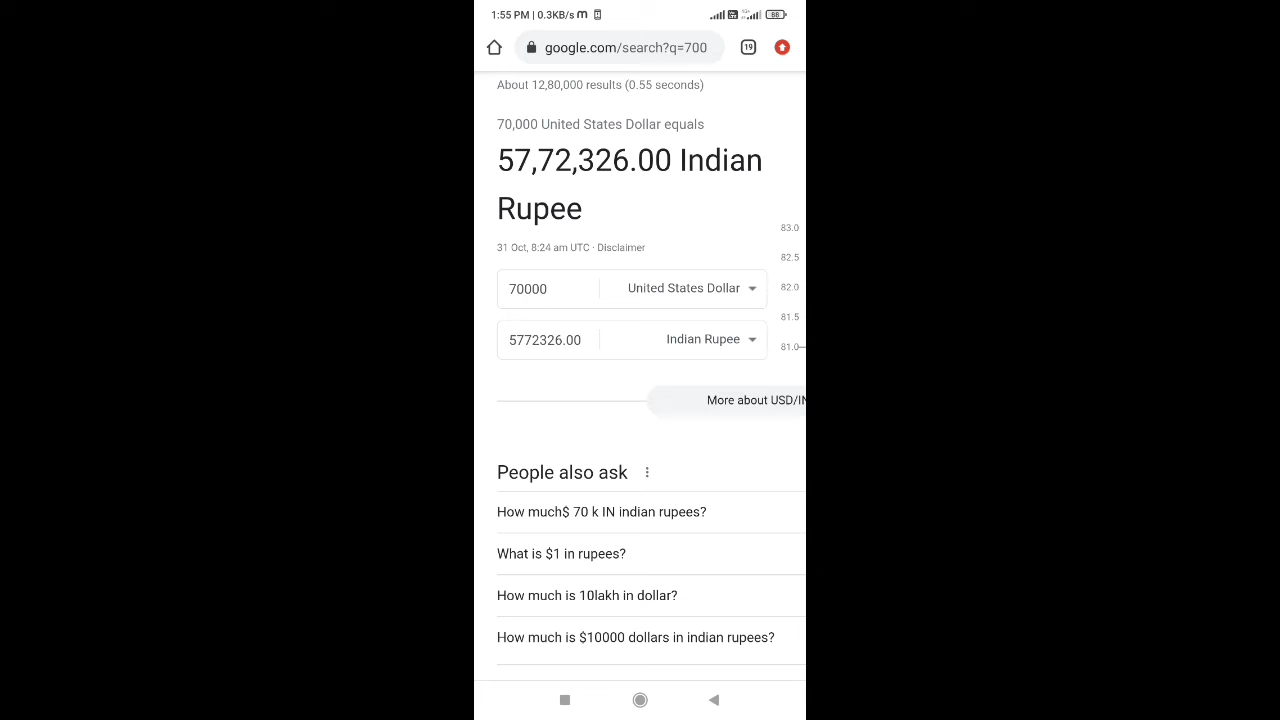 1:55 PM | 0.3KB/s m
88
google.com/search?q=700
19
About 12,80,000 results (0.55 seconds)
70,000 United States Dollar equals
57,72,326.00 Indian
Rupee
83.0
31 Oct, 8:24 am UTC · Disclaimer
82.5
70000 United States Dollar
82.0
81.5
5772326.00 Indian Rupee
81.0
More about USD/IN
People also ask
How much$ 70 k IN indian rupees?
What is $1 in rupees?
How much is 10lakh in dollar?
How much is $10000 dollars in indian rupees?